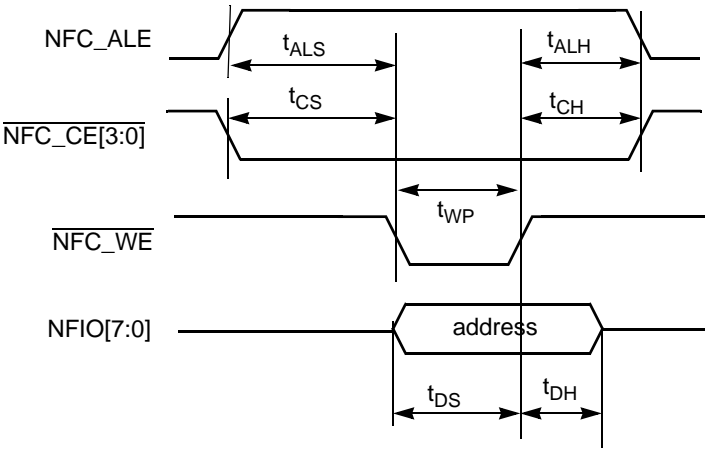 NFC_ALE
tALS
tALH
tCS
tCH
NFC_CE[3:0]
tWP
NFC_WE
NFIO[7:0]
address
tDS
tDH